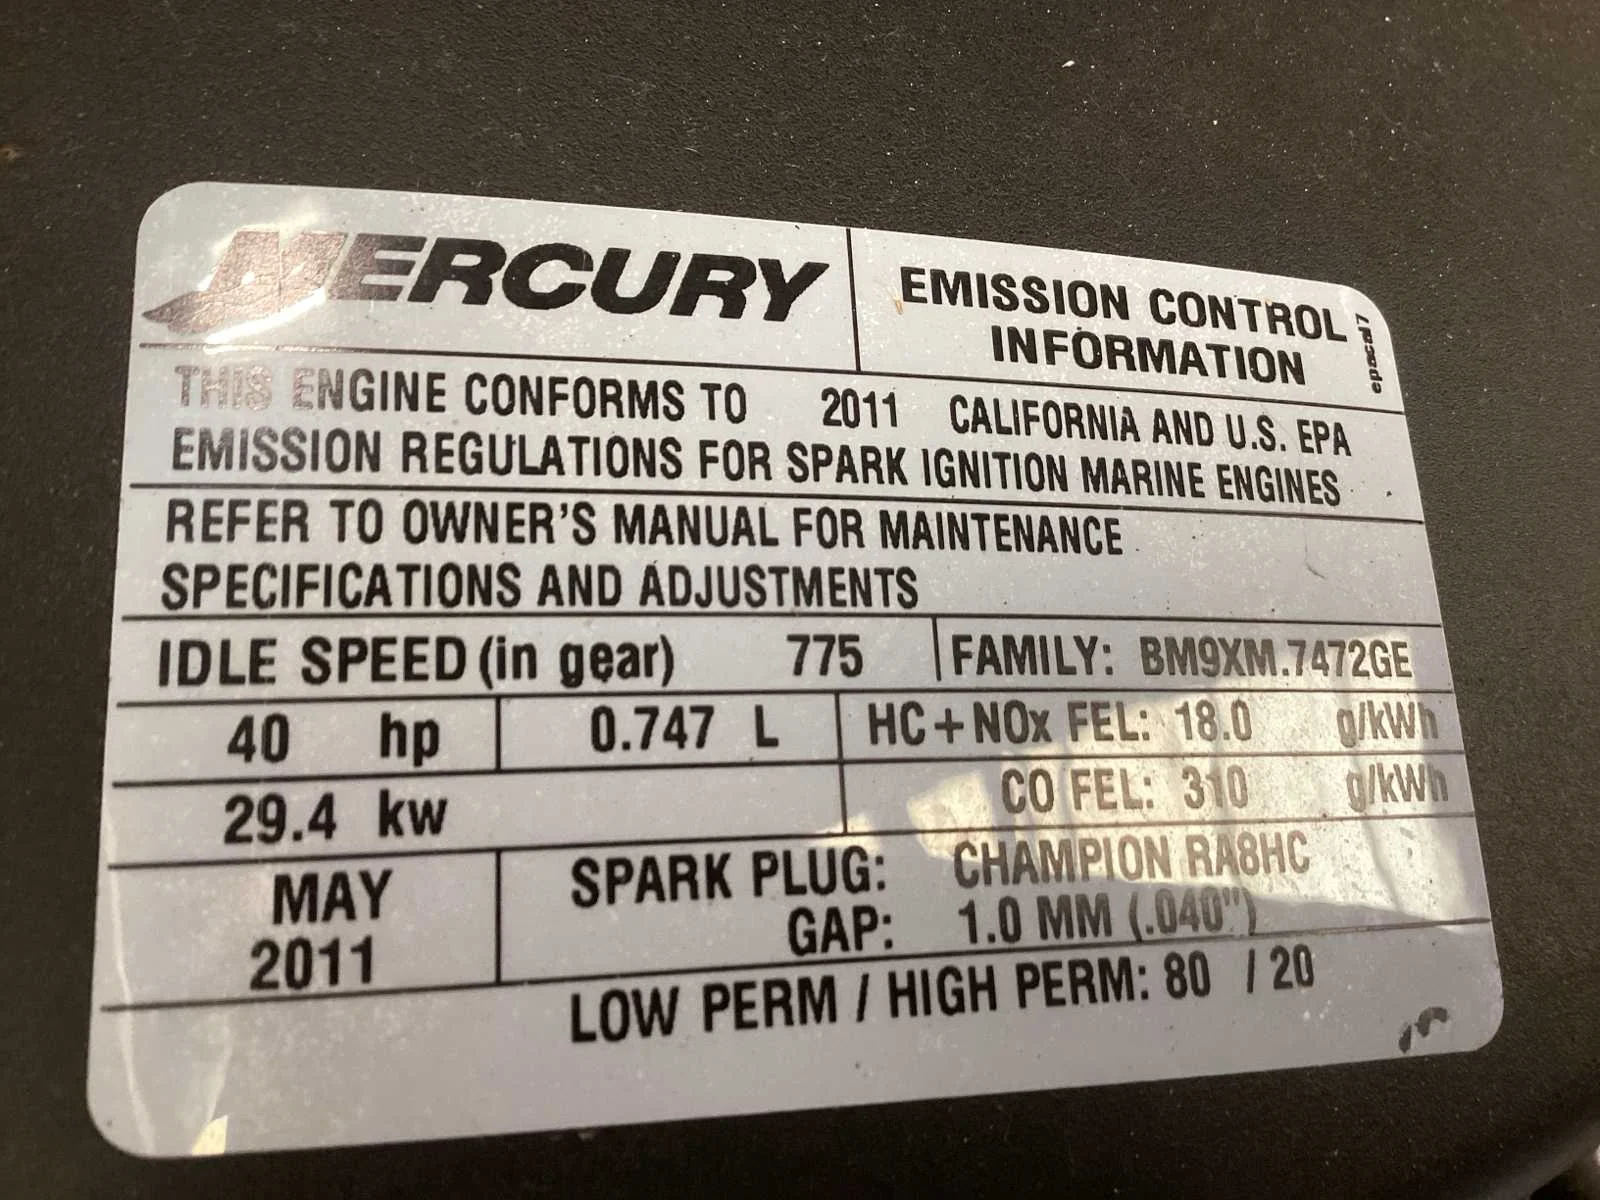 MERCURY
EMISSION CONTROL
INFORMATION
epacal7
THIS ENGINE CONFORMS TO 2011 CALIFORNIA AND U.S. EPA
EMISSION REGULATIONS FOR SPARK IGNITION MARINE ENGINES
REFER TO OWNER'S MANUAL FOR MAINTENANCE
SPECIFICATIONS AND ADJUSTMENTS
IDLE SPEED (in gear) 775 FAMILY: BM9XM.7472GE
40 hp 0.747 L HC+NOx FEL: 18.0 g/kWh
29.4 kw CO FEL: 310 g/kWh
MAY
2011
SPARK PLUG: CHAMPION RA8HC
GAP: 1.0 MM (.040")
LOW PERM / HIGH PERM: 80 / 20